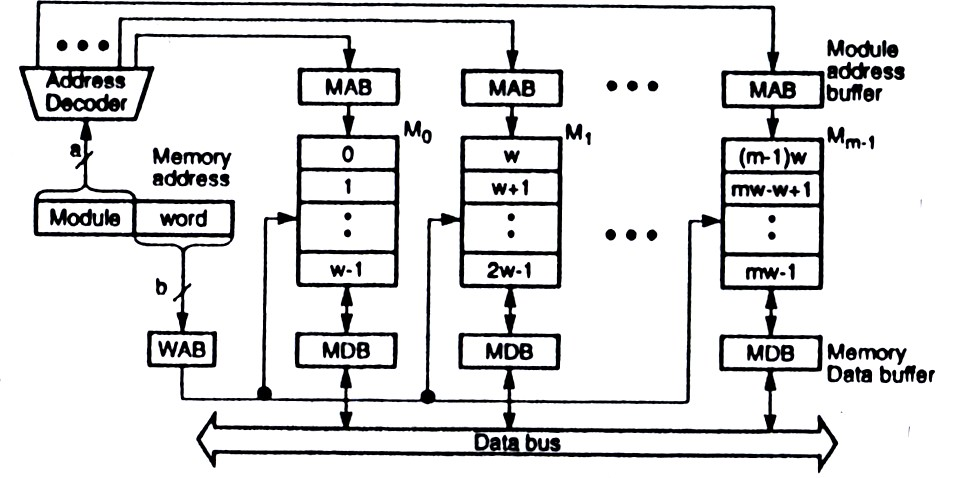 Address
Decoder
a
Memory
address
Module word
b
WAB
MAB
M0
0
1
w-1
MDB
MAB
M1
w
w+1
2w-1
MDB
MAB
Module
address
buffer
Mm-1
(m-1)w
mw-w+1
mw-1
MDB
Memory
Data buffer
Data bus